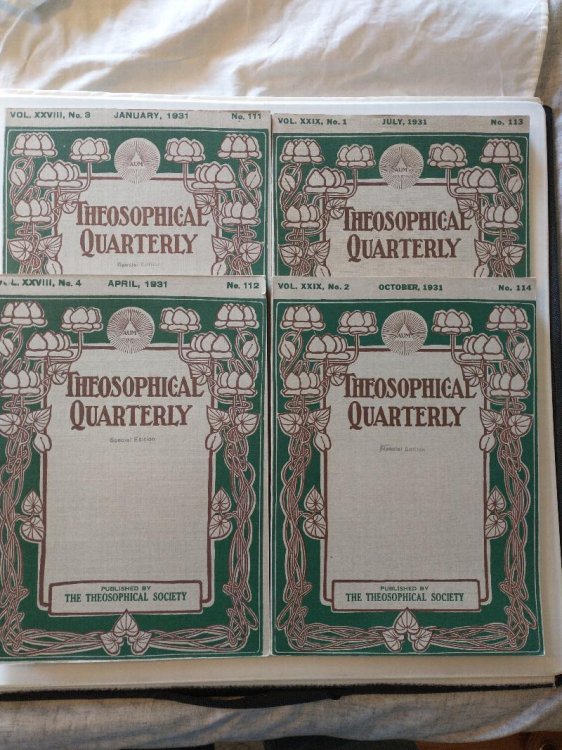 VOL. XXVIII, No. 3 JANUARY, 1931 No. 111
AUM
THEOSOPHICAL
QUARTERLY
Special Edition
VOL. XXIX, No. 1 JULY, 1931 No. 113
AUM
THEOSOPHICAL
QUARTERLY
L. XXVIII, No. 4 APRIL, 1931 No. 112
AUM
THEOSOPHICAL
QUARTERLY
Special Edition
PUBLISHED BY
THE THEOSOPHICAL SOCIETY
VOL. XXIX, No. 2 OCTOBER, 1931 No. 114
AUM
THEOSOPHICAL
QUARTERLY
Special Edition
PUBLISHED BY
THE THEOSOPHICAL SOCIETY